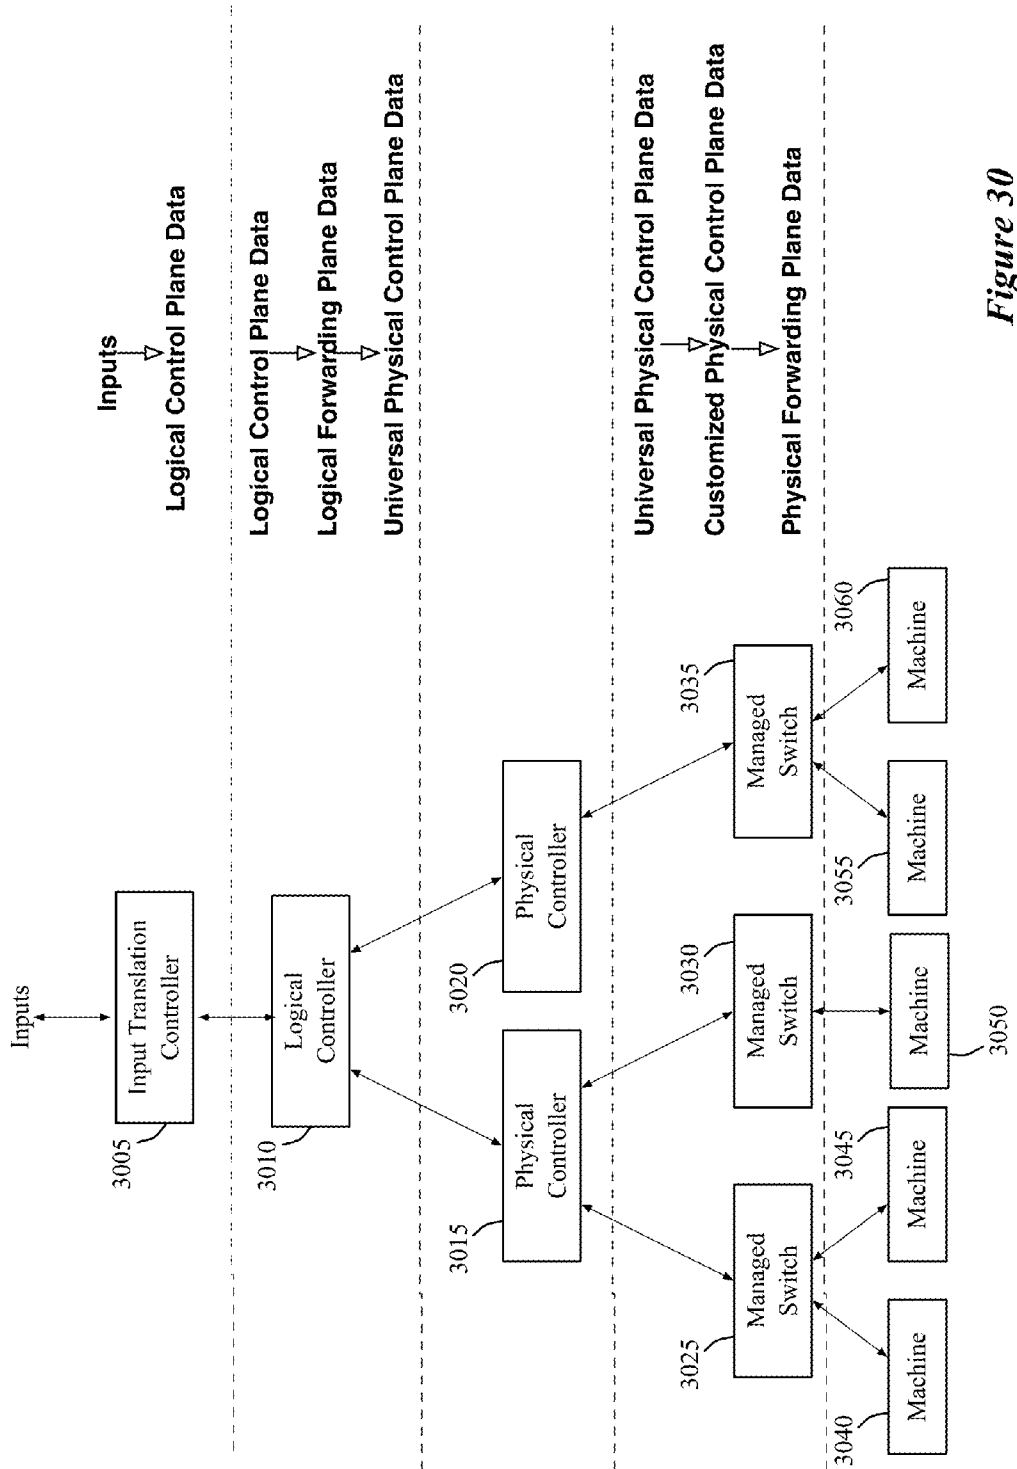 Inputs
Inputs
Logical Control Plane Data
Input Translation
Controller
3005
Logical Control Plane Data
Logical Forwarding Plane Data
Universal Physical Control Plane Data
Logical
Controller
3010
Physical
Controller
3015
Physical
Controller
3020
Universal Physical Control Plane Data
Customized Physical Control Plane Data
Physical Forwarding Plane Data
Managed
Switch
3025
Managed
Switch
3030
Managed
Switch
3035
Machine
3040
Machine
3045
Machine
3050
Machine
3055
Machine
3060
Figure 30